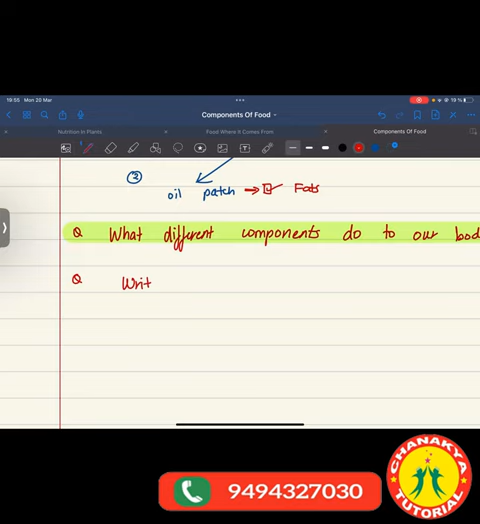 19:55 Mon 20 Mar
19%
Components Of Food
Nutrition In Plants
Food Where It Comes From
Components Of Food
②
oil patch → Fats
Q What different components do to our bod
Q Writ
9494327030
CHANAKYA
TUTORIAL